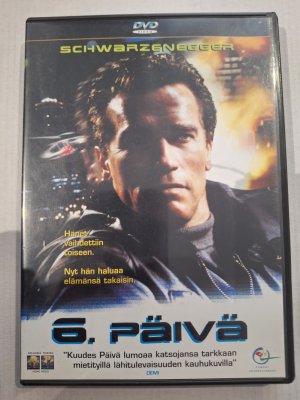 DVD
VIDEO
SCHWARZENEGGER
Hänet
vaihdettiin
toiseen.
Nyt hän haluaa
elämänsä takaisin.
6. PÄIVÄ
"Kuudes Päivä lumoaa katsojansa tarkkaan
mietityillä lähitulevaisuuden kauhukuvilla"